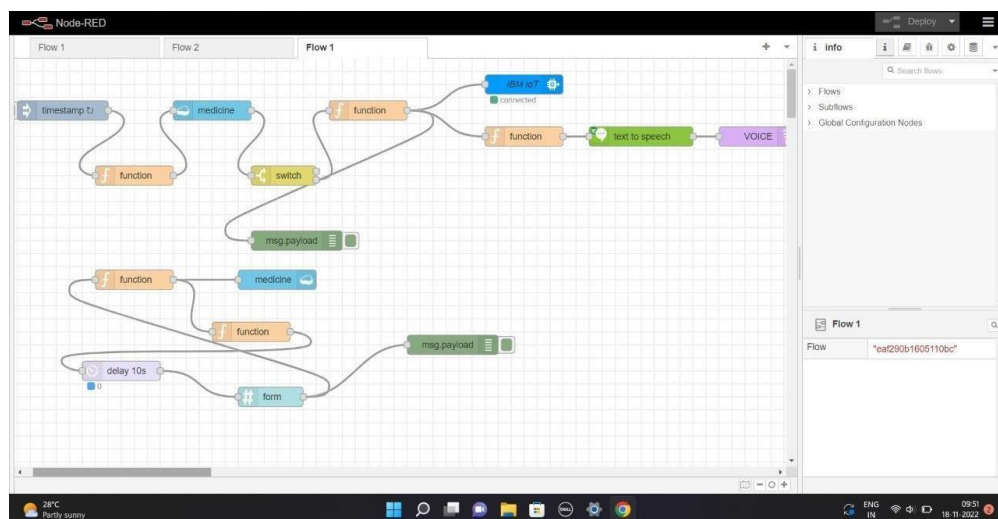 Node-RED
Deploy
Flow 1
Flow 2
Flow 1
i info
i
Search flows
Flows
Subflows
Global Configuration Nodes
timestamp ↻
medicine
function
IBM IoT
connected
function
text to speech
VOICE
function
switch
msg.payload
function
medicine
function
msg.payload
delay 10s
0
form
Flow 1
Flow
"eaf290b1605110bc"
28°C
Partly sunny
DELL
ENG
IN
09:51
18-11-2022
2